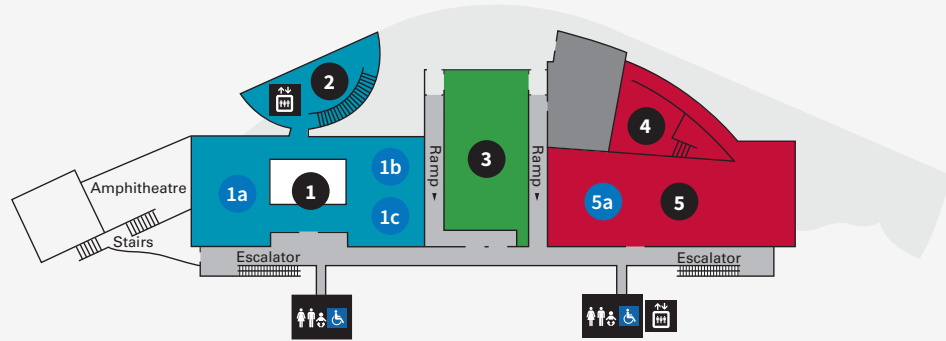 2
4
Ramp
3
Ramp
1b
Amphitheatre
1a
1
5a
5
1c
Stairs
Escalator
Escalator